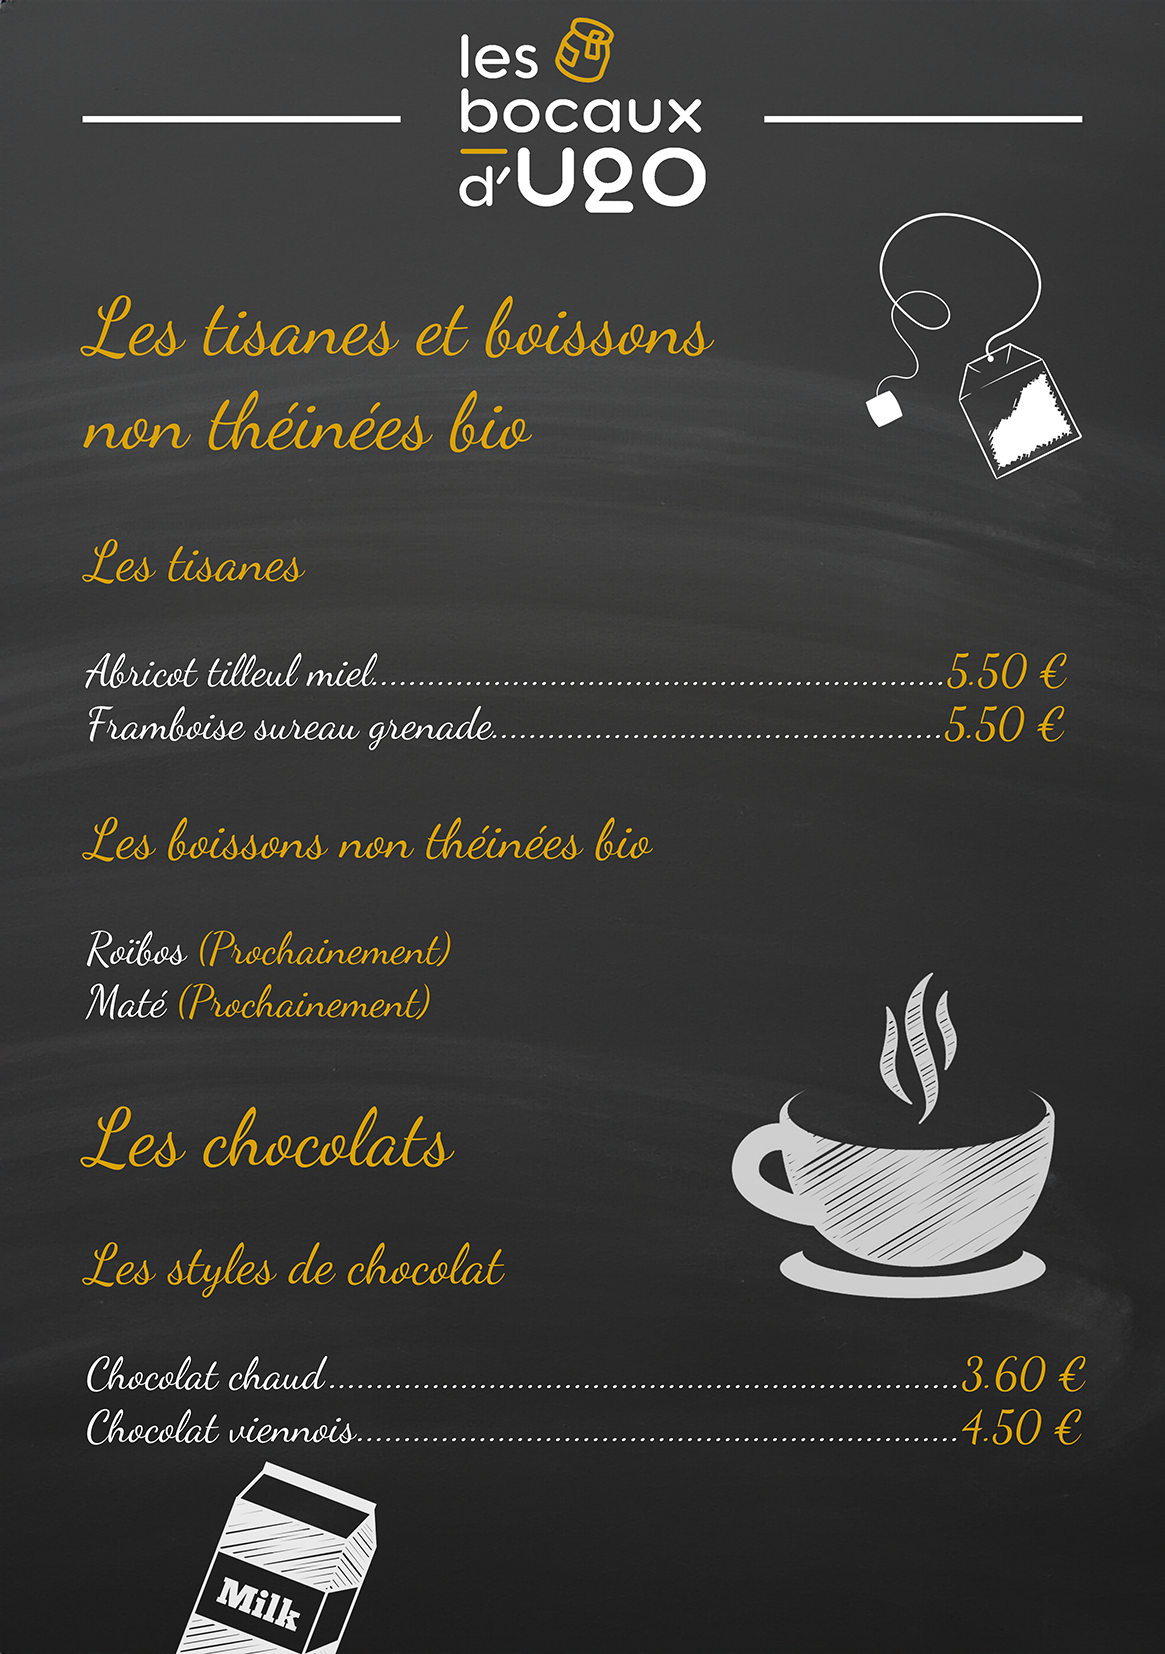 les
bocaux
d'Ugo
Les tisanes et boissons
non théinées bio
Les tisanes
Abricot tilleul miel..................................................5.50 €
Framboise sureau grenade.......................................5.50 €
Les boissons non théinées bio
Roïbos (Prochainement)
Maté (Prochainement)
Les chocolats
Les styles de chocolat
Chocolat chaud.......................................................3.60 €
Chocolat viennois....................................................4.50 €
Milk